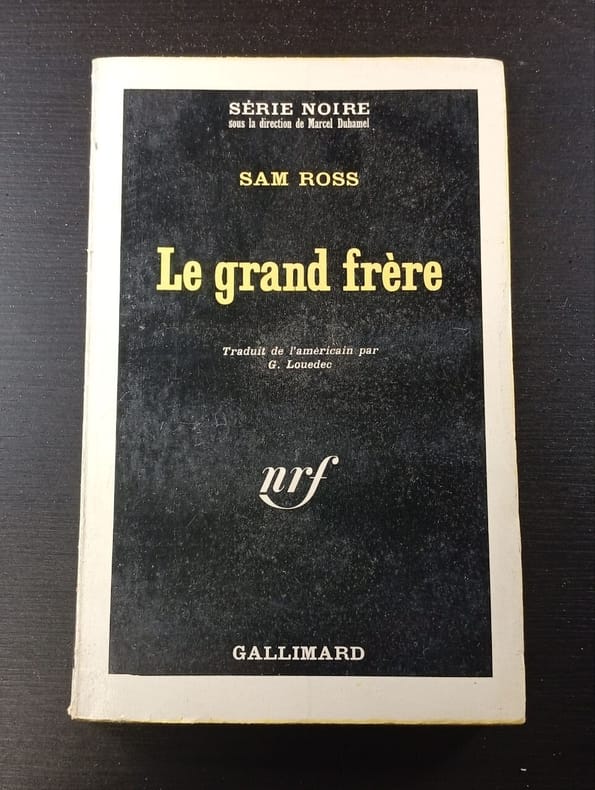 SÉRIE NOIRE
sous la direction de Marcel Duhamel
SAM ROSS
Le grand frère
Traduit de l'américain par
G. Louedec
nrf
GALLIMARD